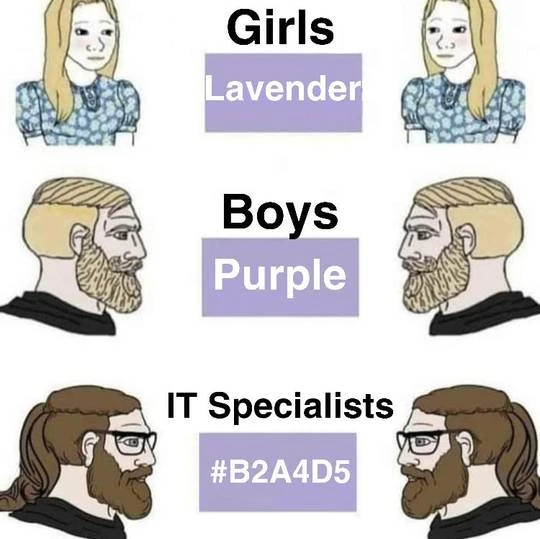 Girls
Lavender
Boys
Purple
IT Specialists
#B2A4D5